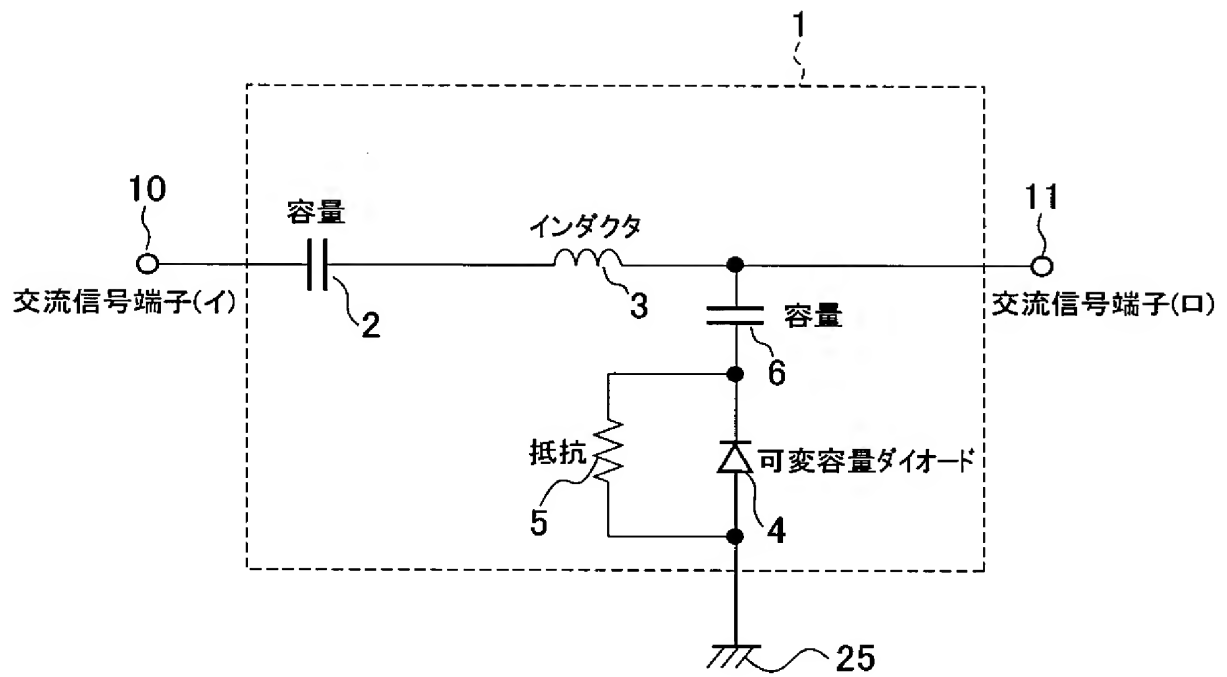 1
10
容量
インダクタ
11
交流信号端子(イ)
2
3
容量
6
交流信号端子(ロ)
抵抗
5
可変容量ダイオード
4
25